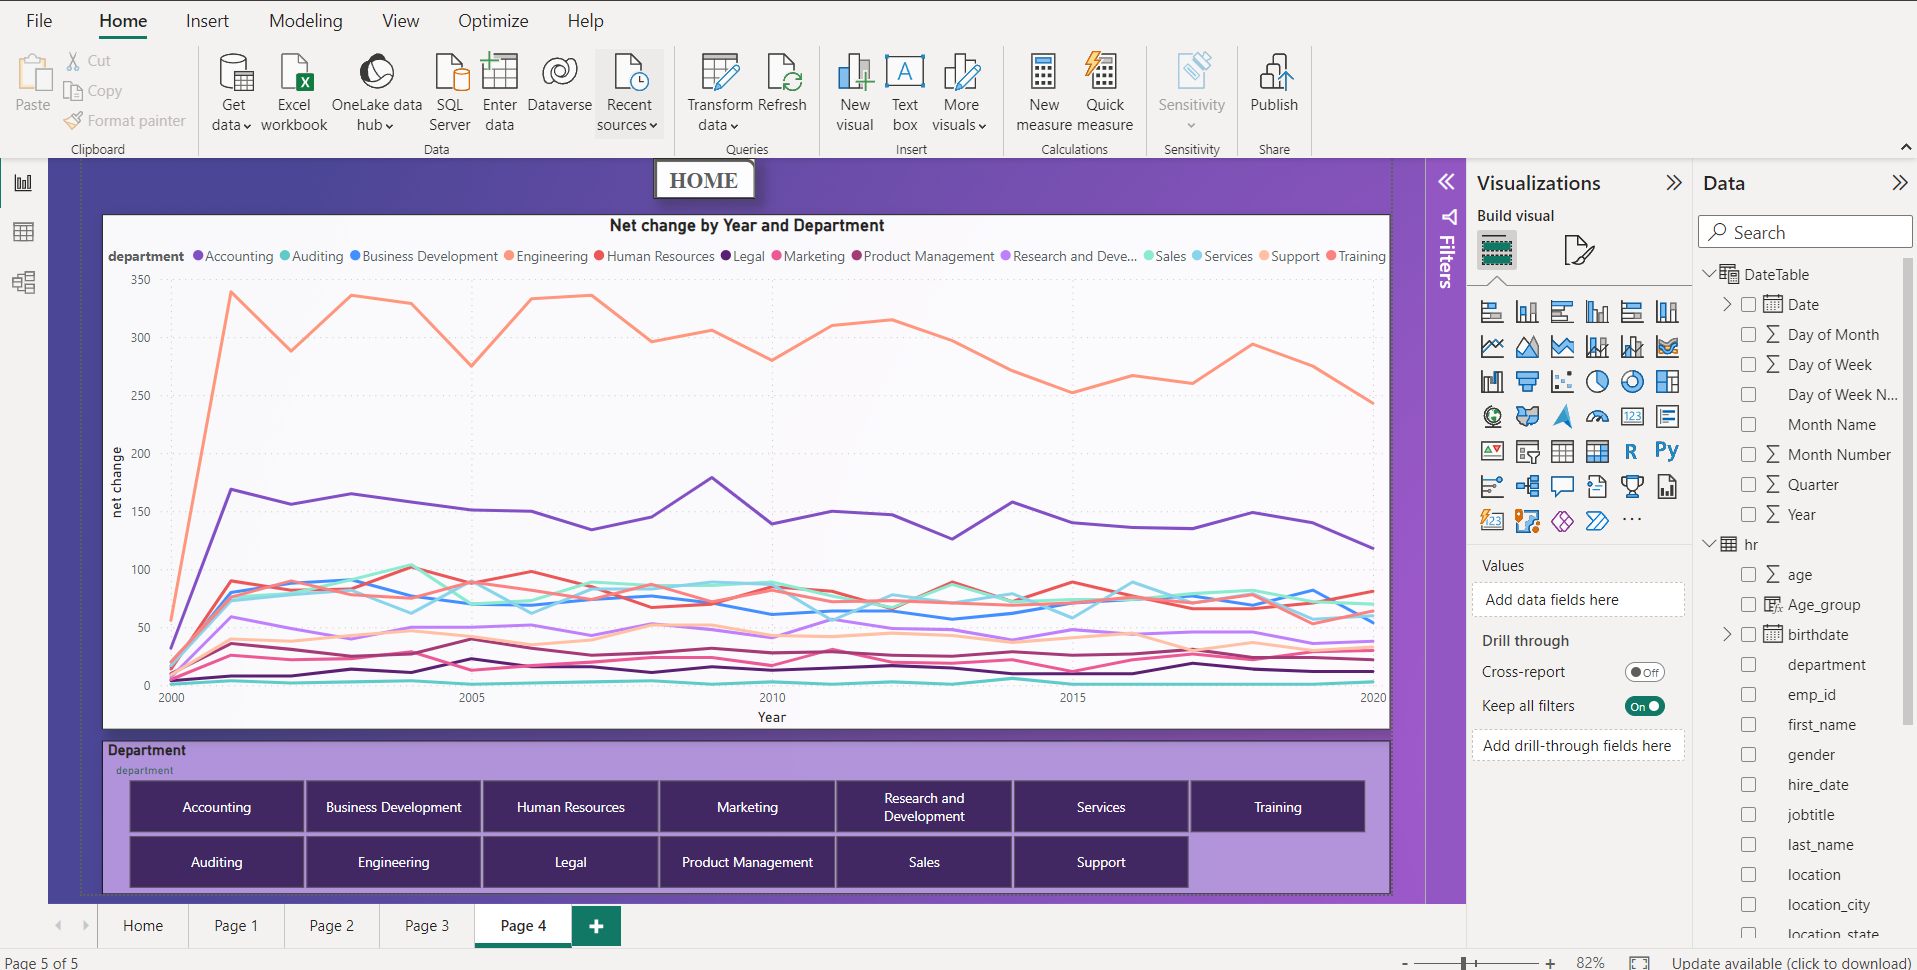 File Home Insert Modeling View Optimize Help
Paste
Cut
Copy
Format painter
Clipboard
Get data
Excel workbook
OneLake data hub
SQL Server
Enter data
Dataverse
Recent sources
Data
Transform data
Refresh
Queries
New visual
Text box
More visuals
Insert
New measure
Quick measure
Calculations
Sensitivity
Sensitivity
Publish
Share
HOME
Net change by Year and Department
department Accounting Auditing Business Development Engineering Human Resources Legal Marketing Product Management Research and Deve... Sales Services Support Training
350
300
250
200
150
100
50
0
net change
2000 2005 2010 2015 2020
Year
Department
department
Accounting Business Development Human Resources Marketing Research and Development Services Training
Auditing Engineering Legal Product Management Sales Support
Filters
Visualizations
Build visual
123
R
Py
123
...
Values
Add data fields here
Drill through
Cross-report Off
Keep all filters On
Add drill-through fields here
Data
Search
DateTable
Date
Day of Month
Day of Week
Day of Week N...
Month Name
Month Number
Quarter
Year
hr
age
Age_group
birthdate
department
emp_id
first_name
gender
hire_date
jobtitle
last_name
location
location_city
location_state
Home Page 1 Page 2 Page 3 Page 4 +
Page 5 of 5
- + 82%
Update available (click to download)